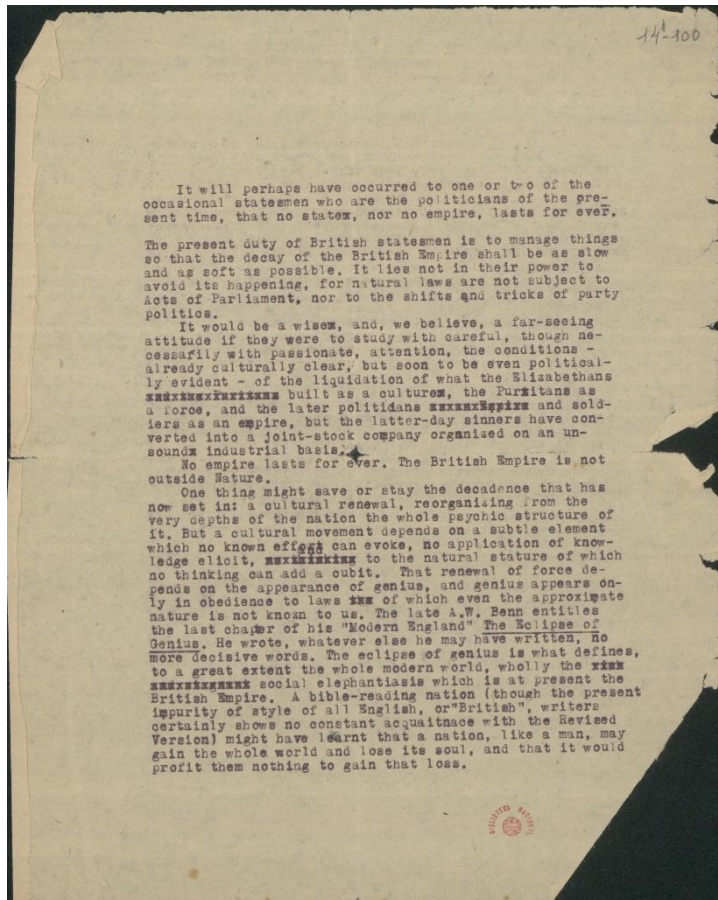 14¹-100
It will perhaps have occurred to one or two of the
occasional statesmen who are the politicians of the pre-
sent time, that no statex, nor no empire, lasts for ever.
The present duty of British statesmen is to manage things
so that the decay of the British Empire shall be as slow
and as soft as possible. It lies not in their power to
avoid its happening, for natural laws are not subject to
Acts of Parliament, nor to the shifts and tricks of party
politics.
It would be a wisex, and, we believe, a far-seeing
attitude if they were to study with careful, though ne-
cessafily with passionate, attention, the conditions -
already culturally clear, but soon to be even political-
ly evident - of the liquidation of what the Elizabethans
built as a culturex, the Puritans as
a force, and the later politidans and sold-
iers as an empire, but the latter-day sinners have con-
verted into a joint-stock company organized on an un-
soundx industrial basis.
No empire lasts for ever. The British Empire is not
outside Nature.
One thing might save or stay the decadence that has
now set in: a cultural renewal, reorganising from the
very depths of the nation the whole psychic structure of
it. But a cultural movement depends on a subtle element
which no known effort can evoke, no application of know-
ledge elicit, and to the natural stature of which
no thinking can add a cubit. That renewal of force de-
pends on the appearance of genius, and genius appears on-
ly in obedience to laws of which even the approximate
nature is not known to us. The late A.W. Benn entitles
the last chapter of his "Modern England" The Eclipse of
Genius. He wrote, whatever else he may have written, no
more decisive words. The eclipse of genius is what defines,
to a great extent the whole modern world, wholly the
social elephantiasis which is at present the
British Empire. A bible-reading nation (though the present
impurity of style of all English, or"British", writers
certainly shows no constant acquaitnace with the Revised
Version) might have learnt that a nation, like a man, may
gain the whole world and lose its soul, and that it would
profit them nothing to gain that loss.
BIBLIOTECA NACIONAL